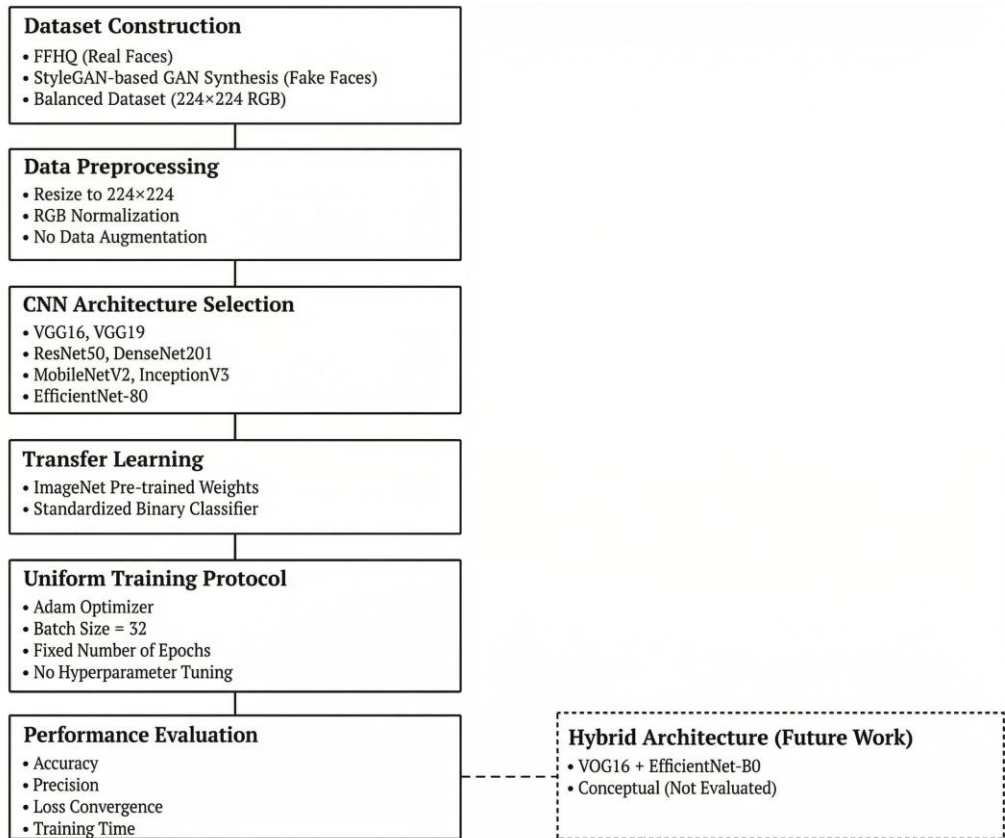 Dataset Construction
• FFHQ (Real Faces)
• StyleGAN-based GAN Synthesis (Fake Faces)
• Balanced Dataset (224×224 RGB)
Data Preprocessing
• Resize to 224×224
• RGB Normalization
• No Data Augmentation
CNN Architecture Selection
• VGG16, VGG19
• ResNet50, DenseNet201
• MobileNetV2, InceptionV3
• EfficientNet-80
Transfer Learning
• ImageNet Pre-trained Weights
• Standardized Binary Classifier
Uniform Training Protocol
• Adam Optimizer
• Batch Size = 32
• Fixed Number of Epochs
• No Hyperparameter Tuning
Performance Evaluation
• Accuracy
• Precision
• Loss Convergence
• Training Time
Hybrid Architecture (Future Work)
• VOG16 + EfficientNet-B0
• Conceptual (Not Evaluated)